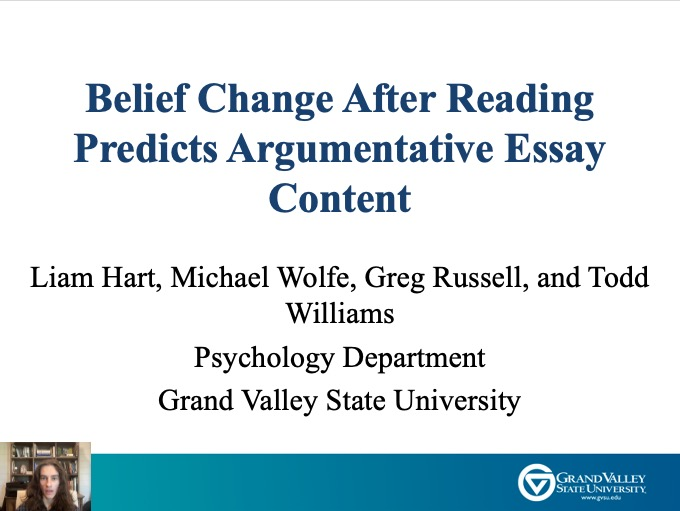 Belief Change After Reading
Predicts Argumentative Essay
Content
Liam Hart, Michael Wolfe, Greg Russell, and Todd
Williams
Psychology Department
Grand Valley State University
GRAND VALLEY
STATE UNIVERSITY
www.gvsu.edu